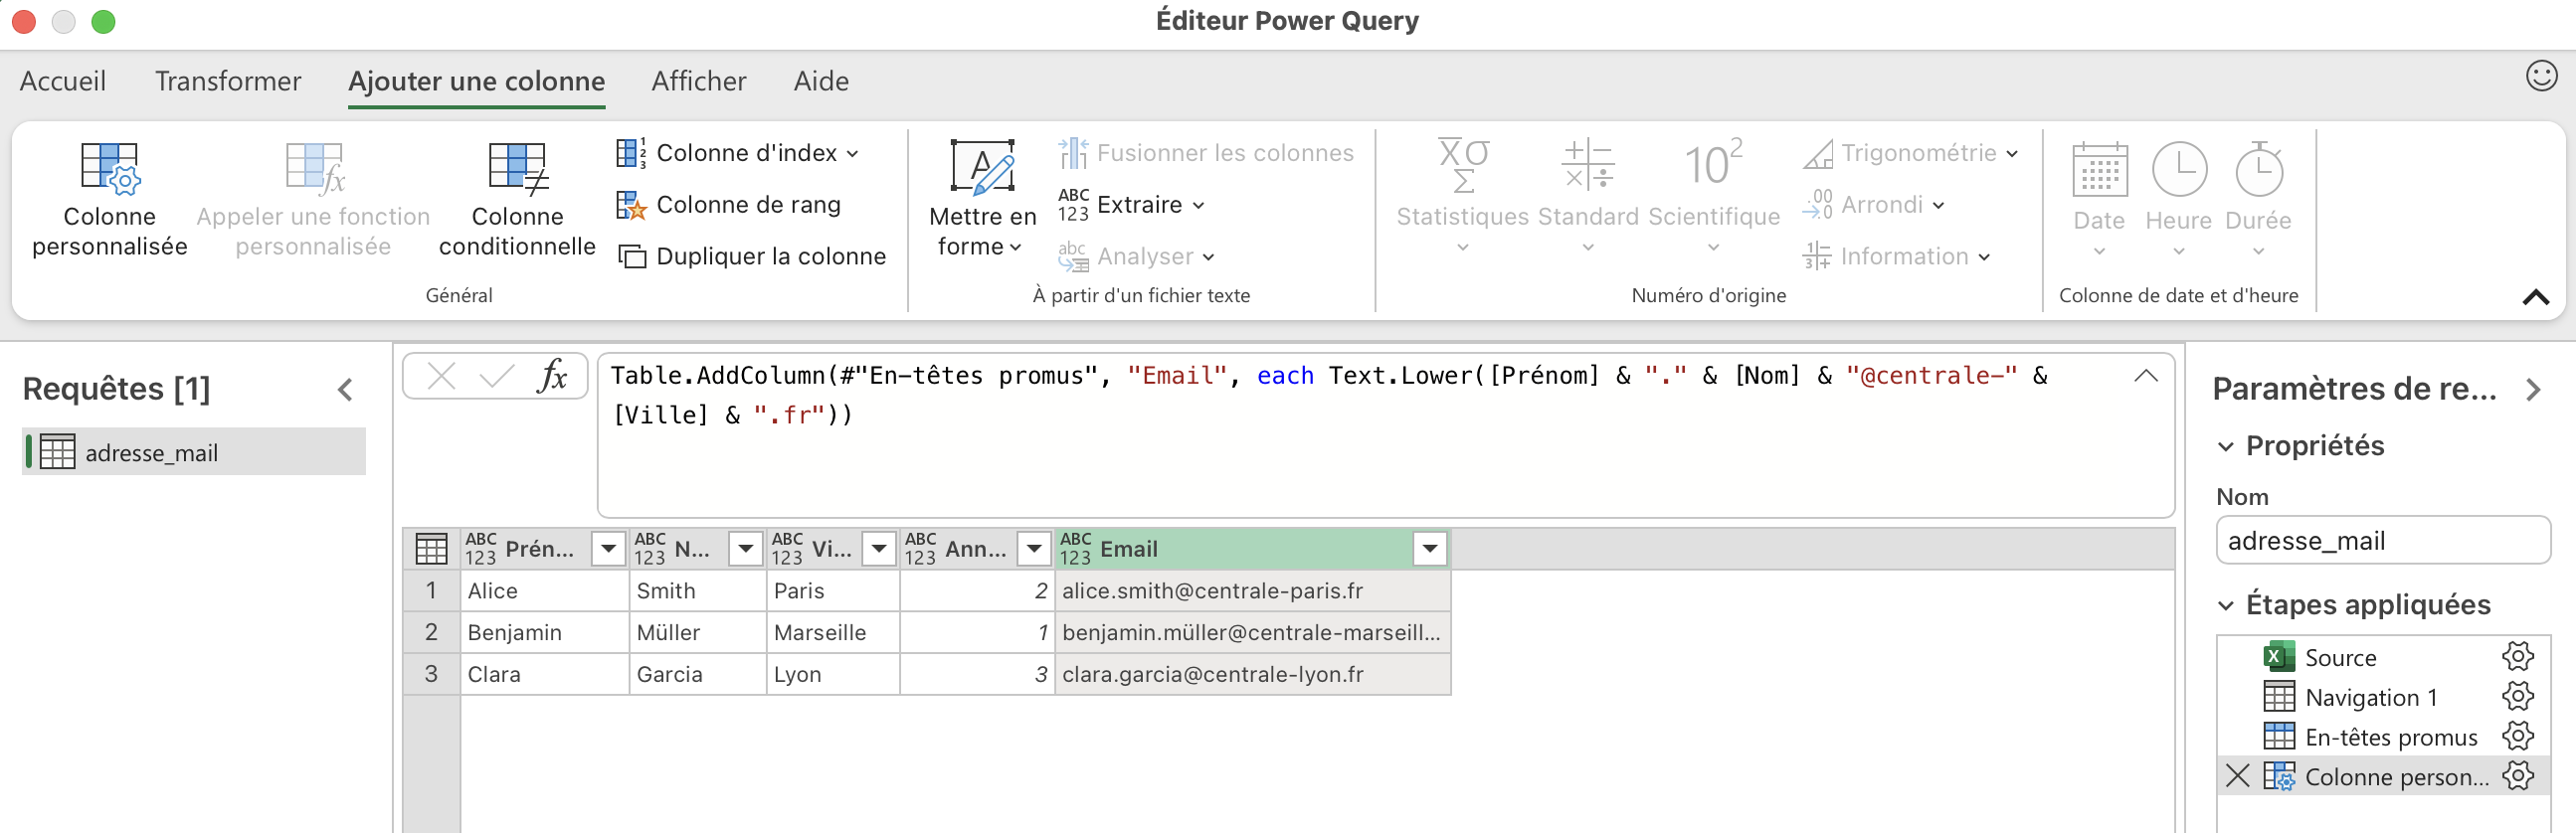 Éditeur Power Query
Accueil Transformer Ajouter une colonne Afficher Aide
Colonne personnalisée
Appeler une fonction personnalisée
Colonne conditionnelle
Colonne d'index
Colonne de rang
Dupliquer la colonne
Général
Mettre en forme
Fusionner les colonnes
Extraire
Analyser
À partir d'un fichier texte
Statistiques
Standard
Scientifique
Trigonométrie
Arrondi
Information
Numéro d'origine
Date
Heure
Durée
Colonne de date et d'heure
Requêtes [1]
adresse_mail
fx
Table.AddColumn(#"En-têtes promus", "Email", each Text.Lower([Prénom] & "." & [Nom] & "@centrale-" &
[Ville] & ".fr"))
ABC 123 Prén... ABC 123 N... ABC 123 Vi... ABC 123 Ann... ABC 123 Email
1 Alice Smith Paris 2 alice.smith@centrale-paris.fr
2 Benjamin Müller Marseille 1 benjamin.müller@centrale-marseill...
3 Clara Garcia Lyon 3 clara.garcia@centrale-lyon.fr
Paramètres de re...
Propriétés
Nom
adresse_mail
Étapes appliquées
Source
Navigation 1
En-têtes promus
Colonne person...